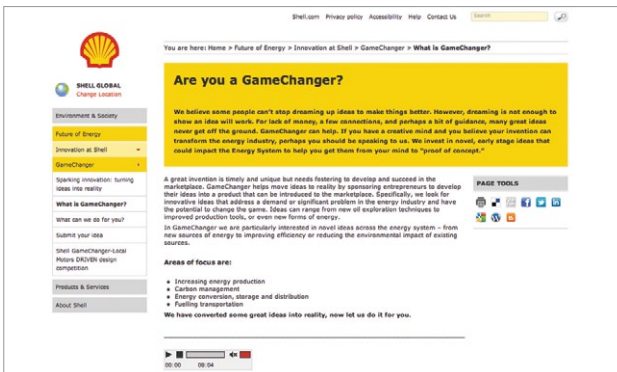 Shell.com Privacy policy Accessibility Help Contact Us Search
You are here: Home > Future of Energy > Innovation at Shell > GameChanger > What is GameChanger?
SHELL GLOBAL
Change Location
Environment & Society
Future of Energy
Innovation at Shell
GameChanger
Sparking innovation: turning
ideas into reality
What is GameChanger?
What can we do for you?
Submit your idea
Shell GameChanger-Local
Motors DRIVEN design
competition
Products & Services
About Shell
Are you a GameChanger?
We believe some people can't stop dreaming up ideas to make things better. However, dreaming is not enough to
show an idea will work. For lack of money, a few connections, and perhaps a bit of guidance, many great ideas
never get off the ground. GameChanger can help. If you have a creative mind and you believe your invention can
transform the energy industry, perhaps you should be speaking to us. We invest in novel, early stage ideas that
could impact the Energy System to help you get them from your mind to "proof of concept."
A great invention is timely and unique but needs fostering to develop and succeed in the
marketplace. GameChanger helps move ideas to reality by sponsoring entrepreneurs to develop
their ideas into a product that can be introduced to the marketplace. Specifically, we look for
innovative ideas that address a demand or significant problem in the energy industry and have
the potential to change the game. Ideas can range from new oil exploration techniques to
improved production tools, or even new forms of energy.
In GameChanger we are particularly interested in novel ideas across the energy system – from
new sources of energy to improving efficiency or reducing the environmental impact of existing
sources.
Areas of focus are:
Increasing energy production
Carbon management
Energy conversion, storage and distribution
Fuelling transportation
We have converted some great ideas into reality, now let us do it for you.
00:00 08:04
PAGE TOOLS